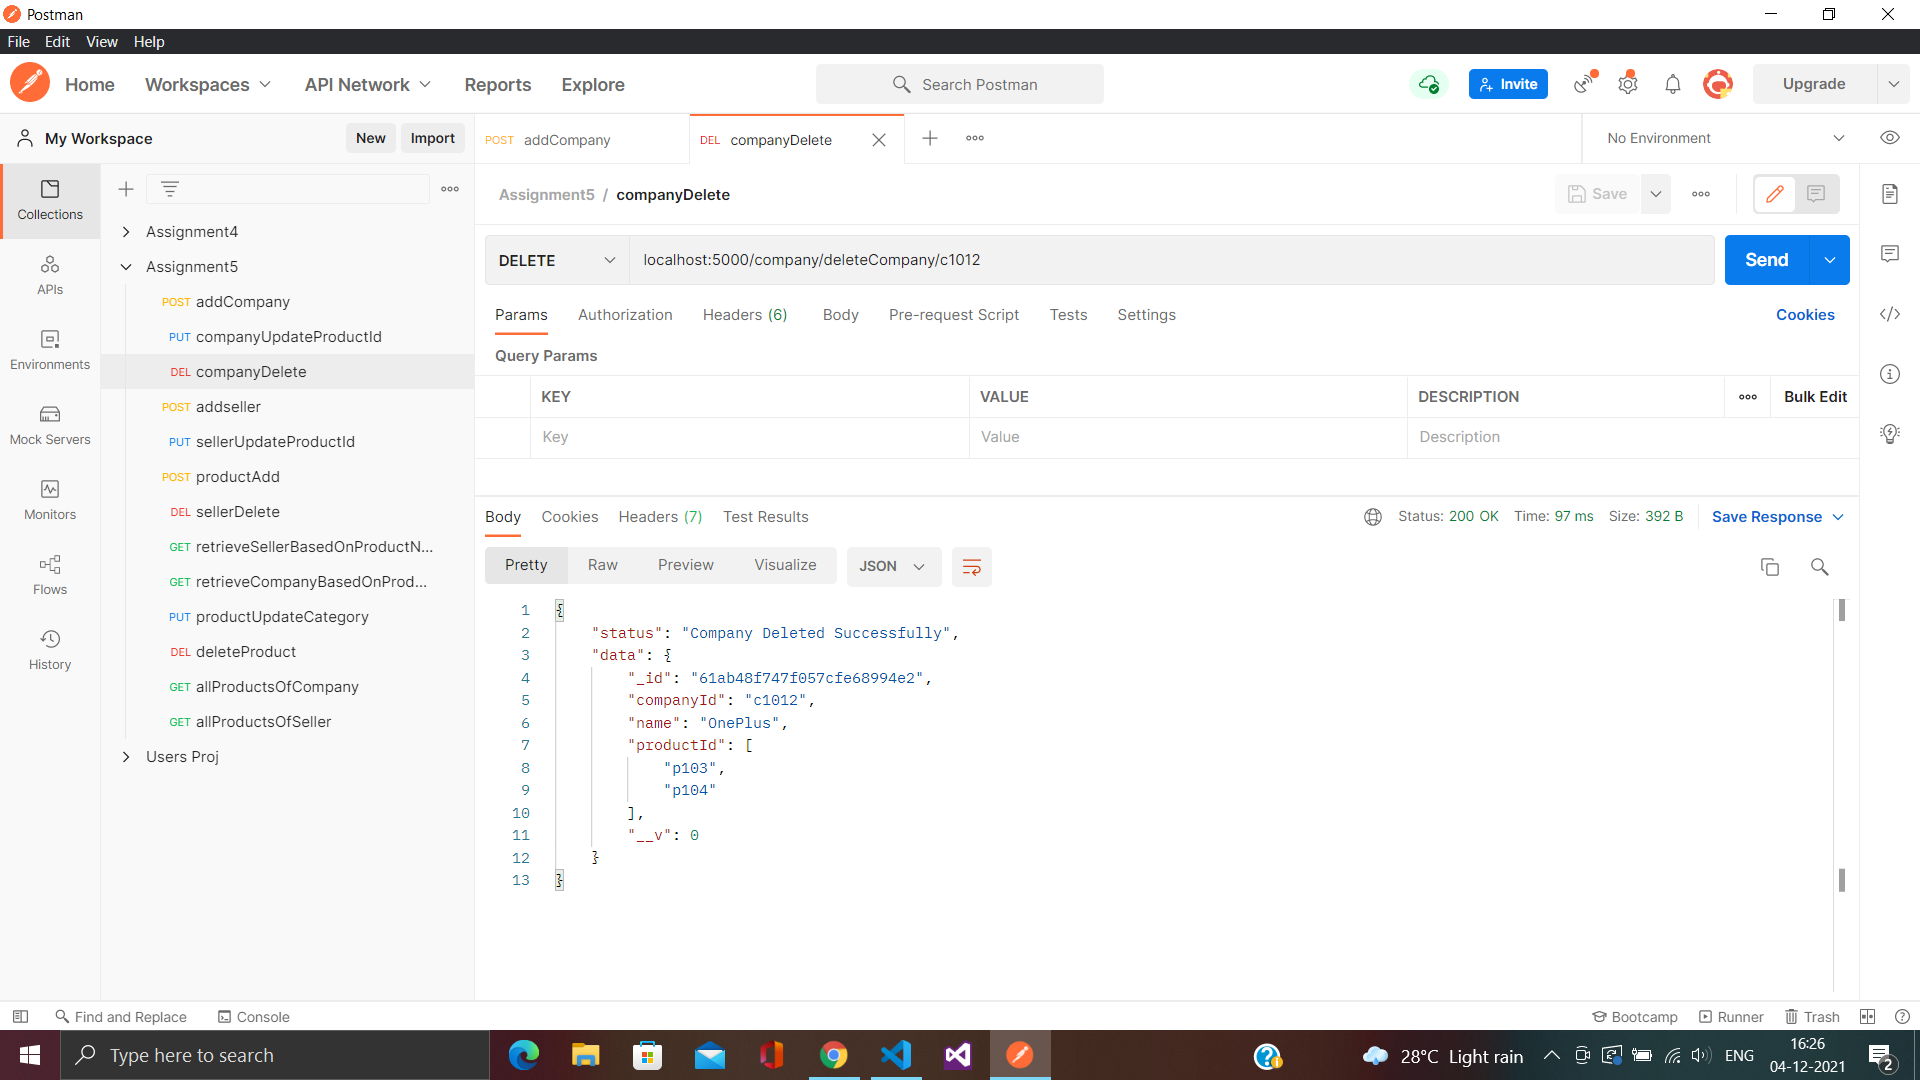 Postman
File Edit View Help
Home Workspaces API Network Reports Explore Search Postman Invite Upgrade
My Workspace New Import POST addCompany DEL companyDelete No Environment
Assignment5 / companyDelete Save
Collections
APIs
Environments
Mock Servers
Monitors
Flows
History
Assignment4
Assignment5
POST addCompany
PUT companyUpdateProductId
DEL companyDelete
POST addseller
PUT sellerUpdateProductId
POST productAdd
DEL sellerDelete
GET retrieveSellerBasedOnProductN...
GET retrieveCompanyBasedOnProd...
PUT productUpdateCategory
DEL deleteProduct
GET allProductsOfCompany
GET allProductsOfSeller
Users Proj
DELETE localhost:5000/company/deleteCompany/c1012 Send
Params Authorization Headers (6) Body Pre-request Script Tests Settings Cookies
Query Params
KEY VALUE DESCRIPTION Bulk Edit
Key Value Description
Body Cookies Headers (7) Test Results Status: 200 OK Time: 97 ms Size: 392 B Save Response
Pretty Raw Preview Visualize JSON
1 {
2 "status": "Company Deleted Successfully",
3 "data": {
4 "_id": "61ab48f747f057cfe68994e2",
5 "companyId": "c1012",
6 "name": "OnePlus",
7 "productId": [
8 "p103",
9 "p104"
10 ],
11 "__v": 0
12 }
13 }
Find and Replace Console Bootcamp Runner Trash
Type here to search 28°C Light rain ENG 16:26
04-12-2021 2